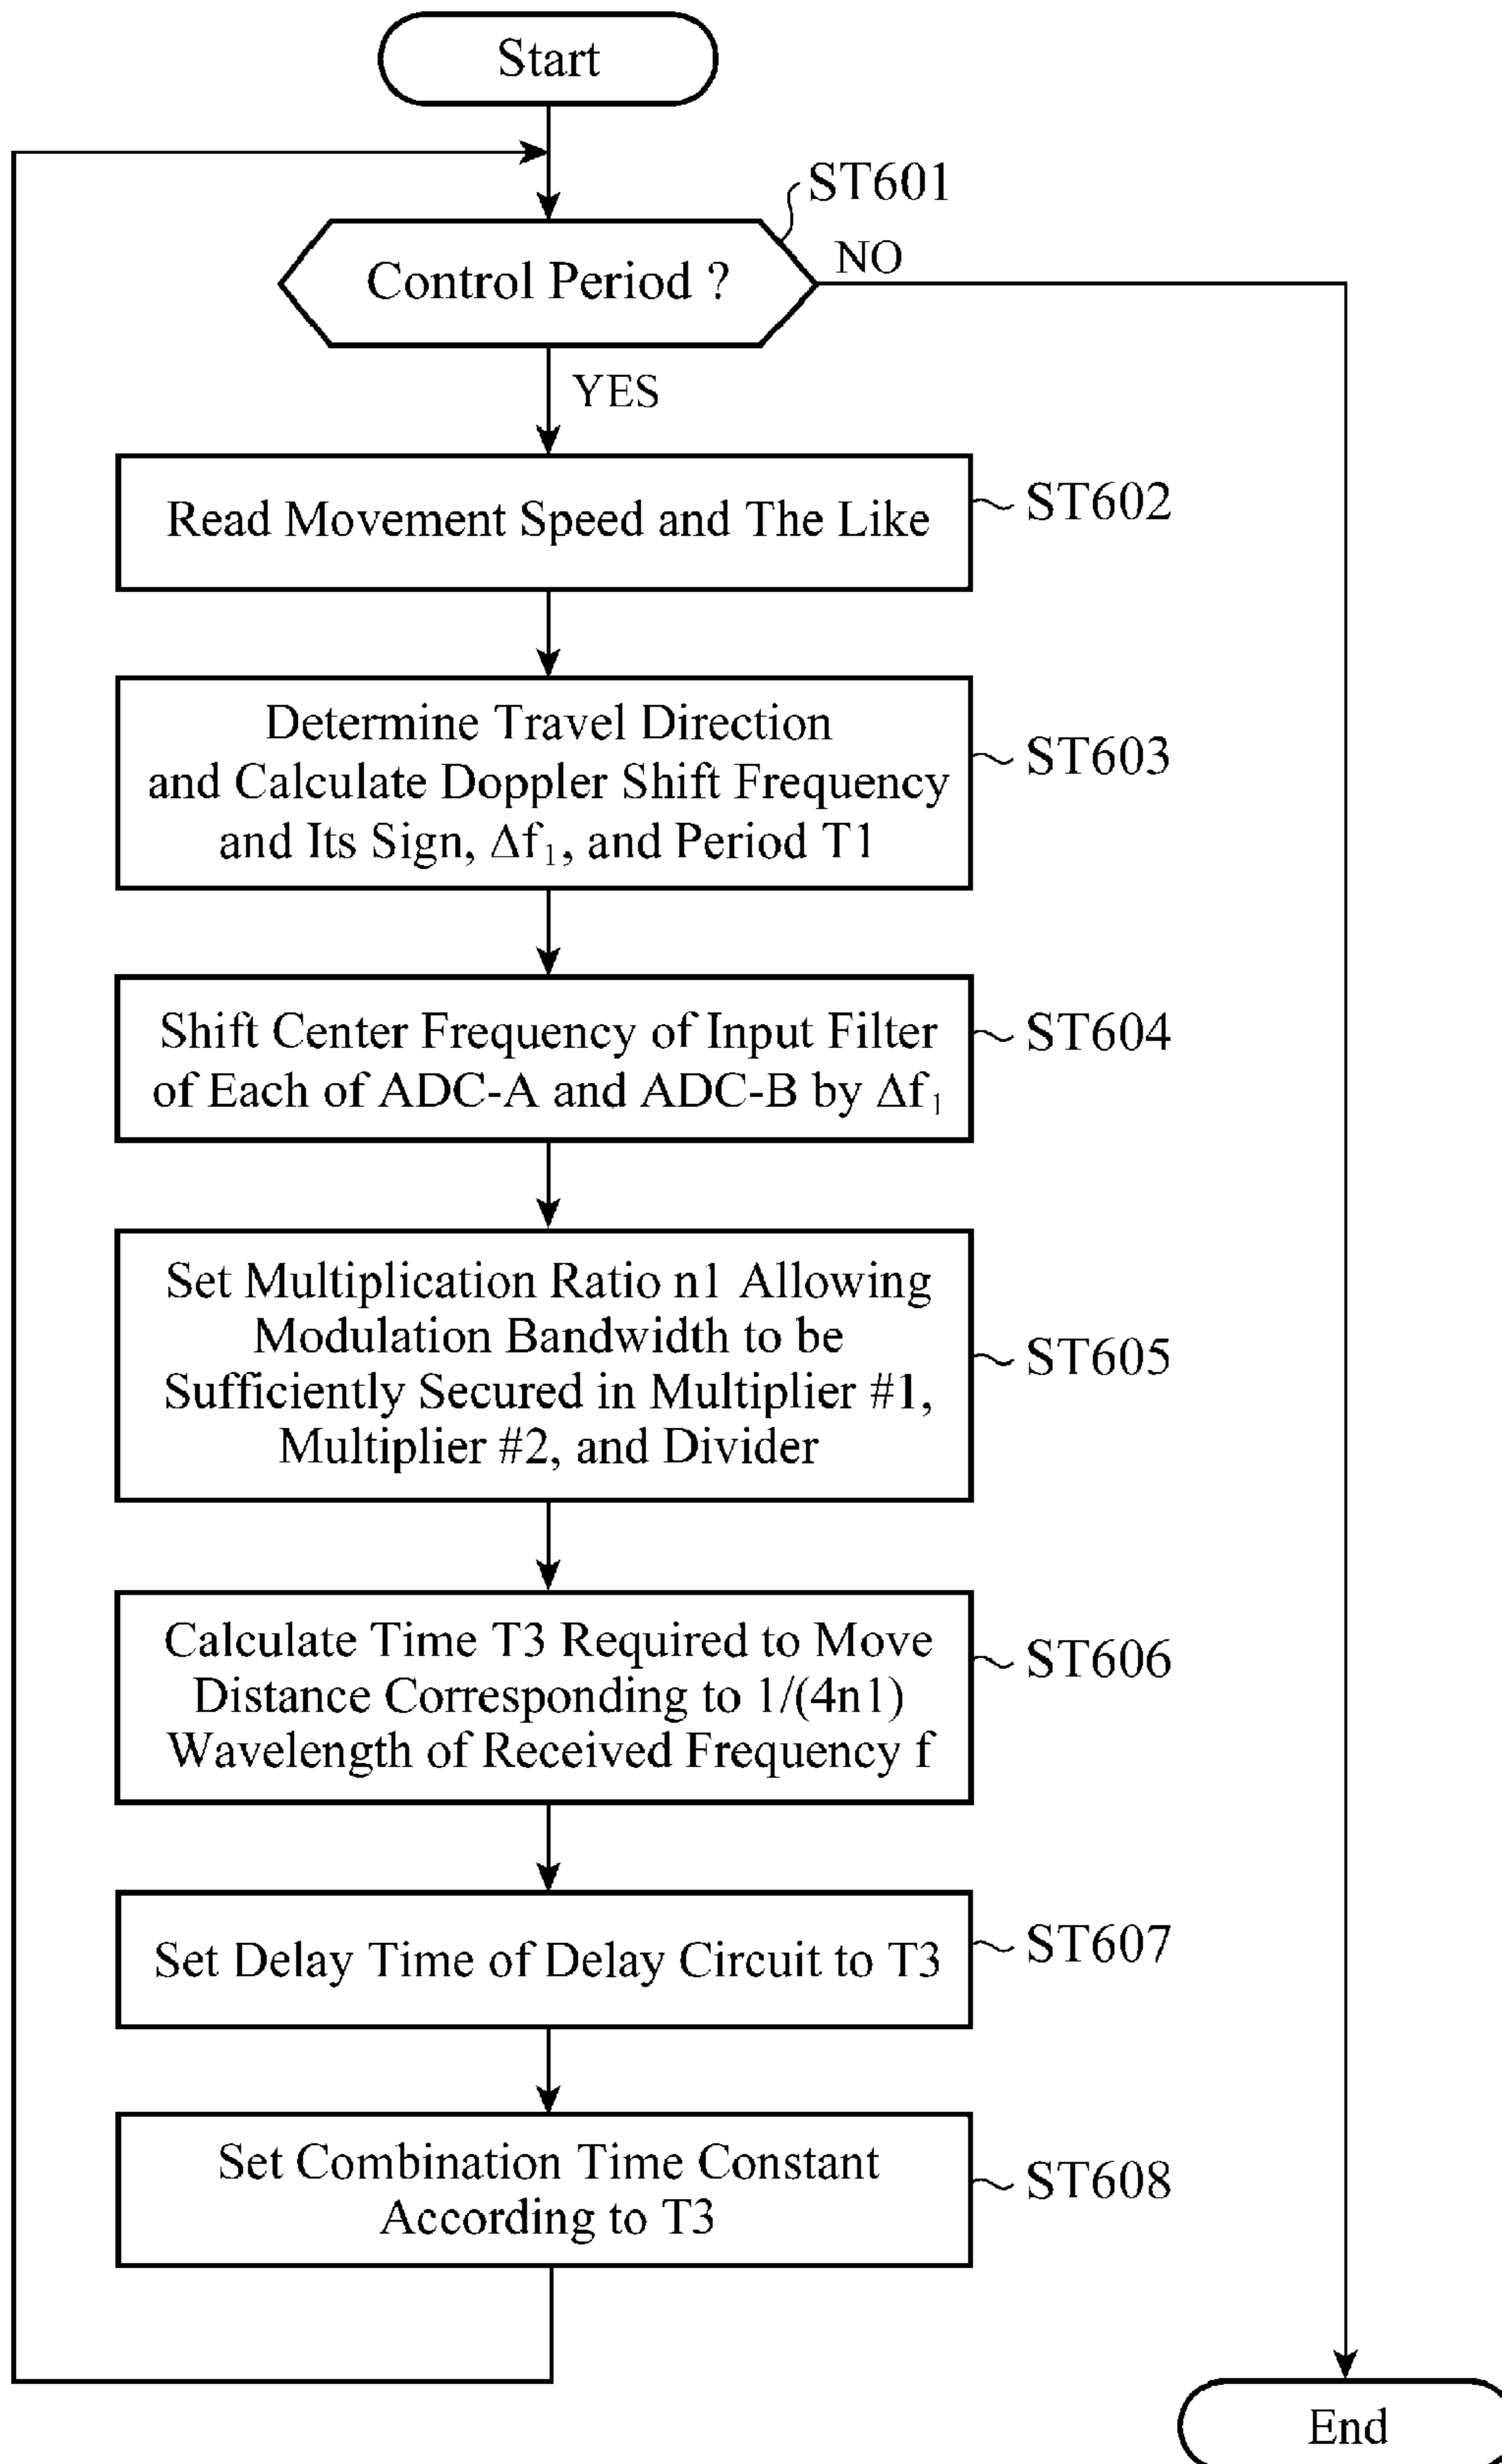 Start
ST601
Control Period ?
NO
YES
Read Movement Speed and The Like
ST602
Determine Travel Direction
and Calculate Doppler Shift Frequency
and Its Sign, Δf₁, and Period T1
ST603
Shift Center Frequency of Input Filter
of Each of ADC-A and ADC-B by Δf₁
ST604
Set Multiplication Ratio n1 Allowing
Modulation Bandwidth to be
Sufficiently Secured in Multiplier #1,
Multiplier #2, and Divider
ST605
Calculate Time T3 Required to Move
Distance Corresponding to 1/(4n1)
Wavelength of Received Frequency f
ST606
Set Delay Time of Delay Circuit to T3
ST607
Set Combination Time Constant
According to T3
ST608
End